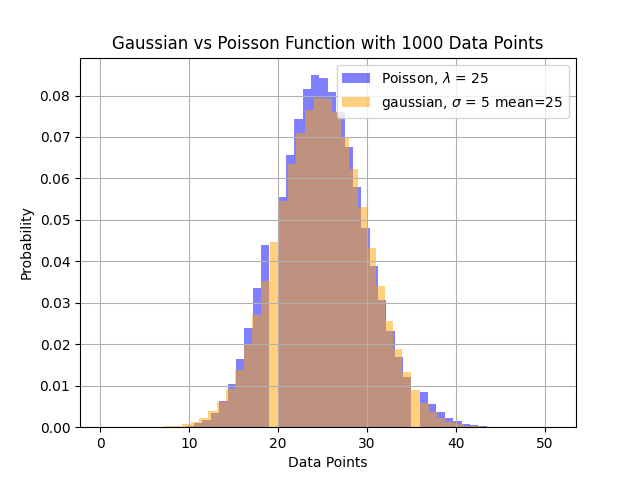 Gaussian vs Poisson Function with 1000 Data Points
Poisson, λ = 25
gaussian, σ = 5 mean=25
0.08
0.07
0.06
0.05
0.04
0.03
0.02
0.01
0.00
Probability
0 10 20 30 40 50
Data Points